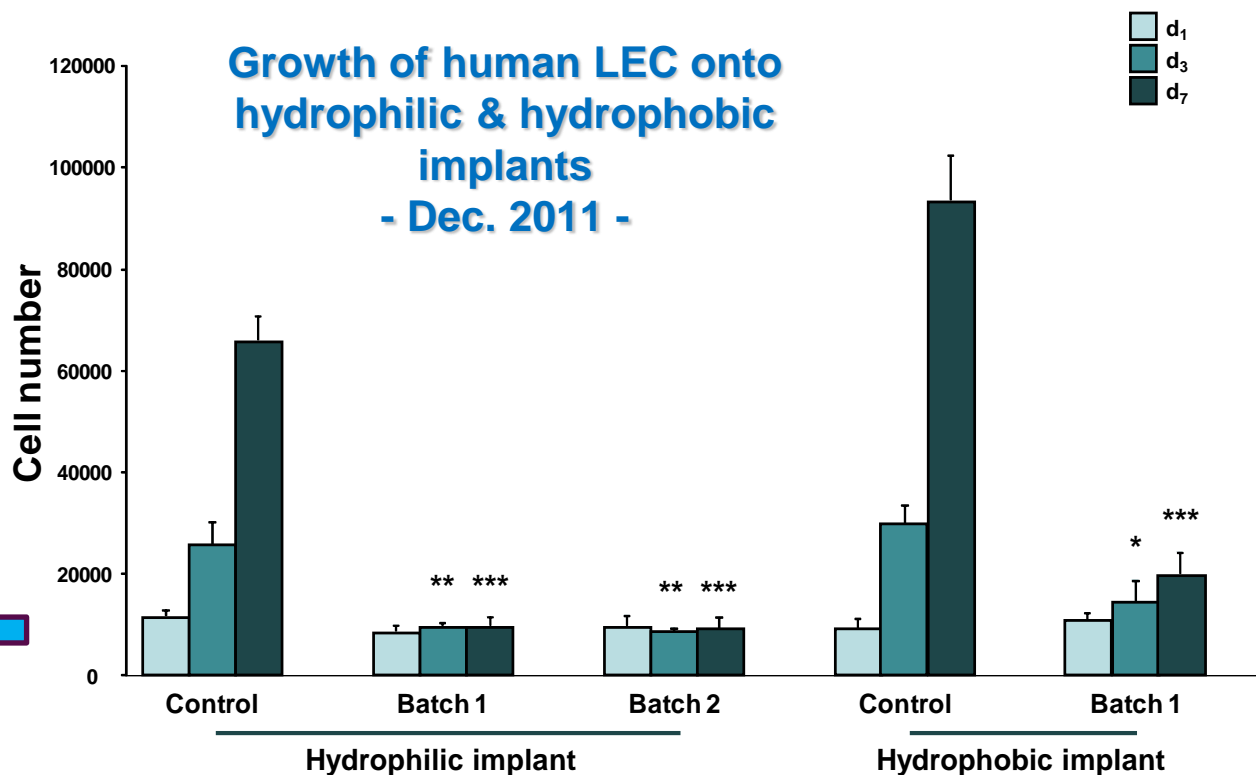 Growth of human LEC onto
hydrophilic & hydrophobic
implants
- Dec. 2011 -
d₁
d₃
d₇
Cell number
120000
100000
80000
60000
40000
20000
0
** ***
** ***
* ***
Control Batch 1 Batch 2 Control Batch 1
Hydrophilic implant Hydrophobic implant